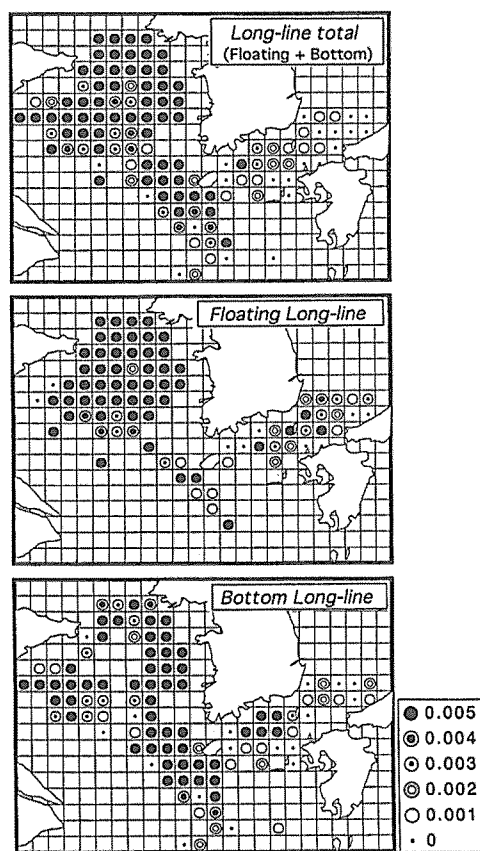 Long-line total
(Floating + Bottom)
Floating Long-line
Bottom Long-line
0.005
0.004
0.003
0.002
0.001
0